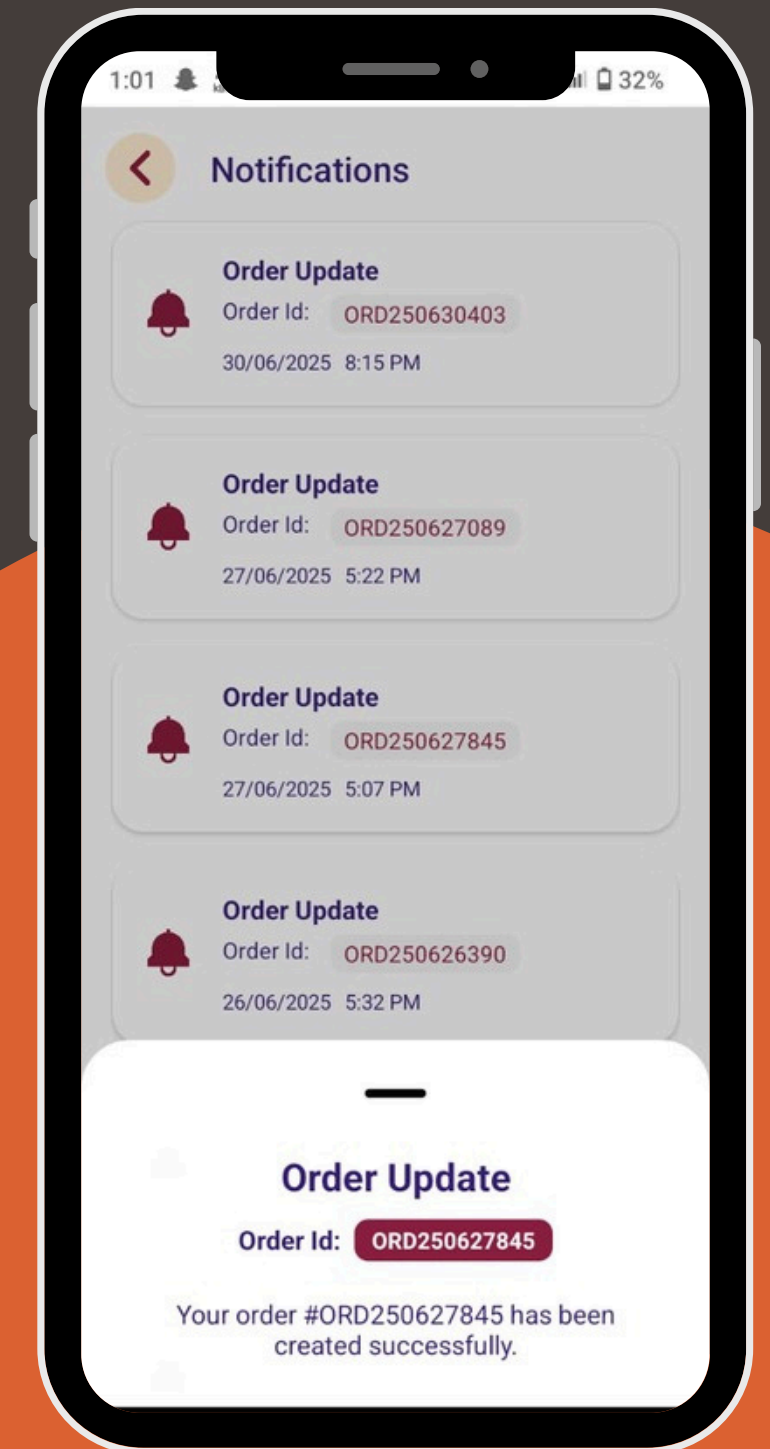 1:01 32%
Notifications
Order Update
Order Id: ORD250630403
30/06/2025 8:15 PM
Order Update
Order Id: ORD250627089
27/06/2025 5:22 PM
Order Update
Order Id: ORD250627845
27/06/2025 5:07 PM
Order Update
Order Id: ORD250626390
26/06/2025 5:32 PM
Order Update
Order Id: ORD250627845
Your order #ORD250627845 has been
created successfully.